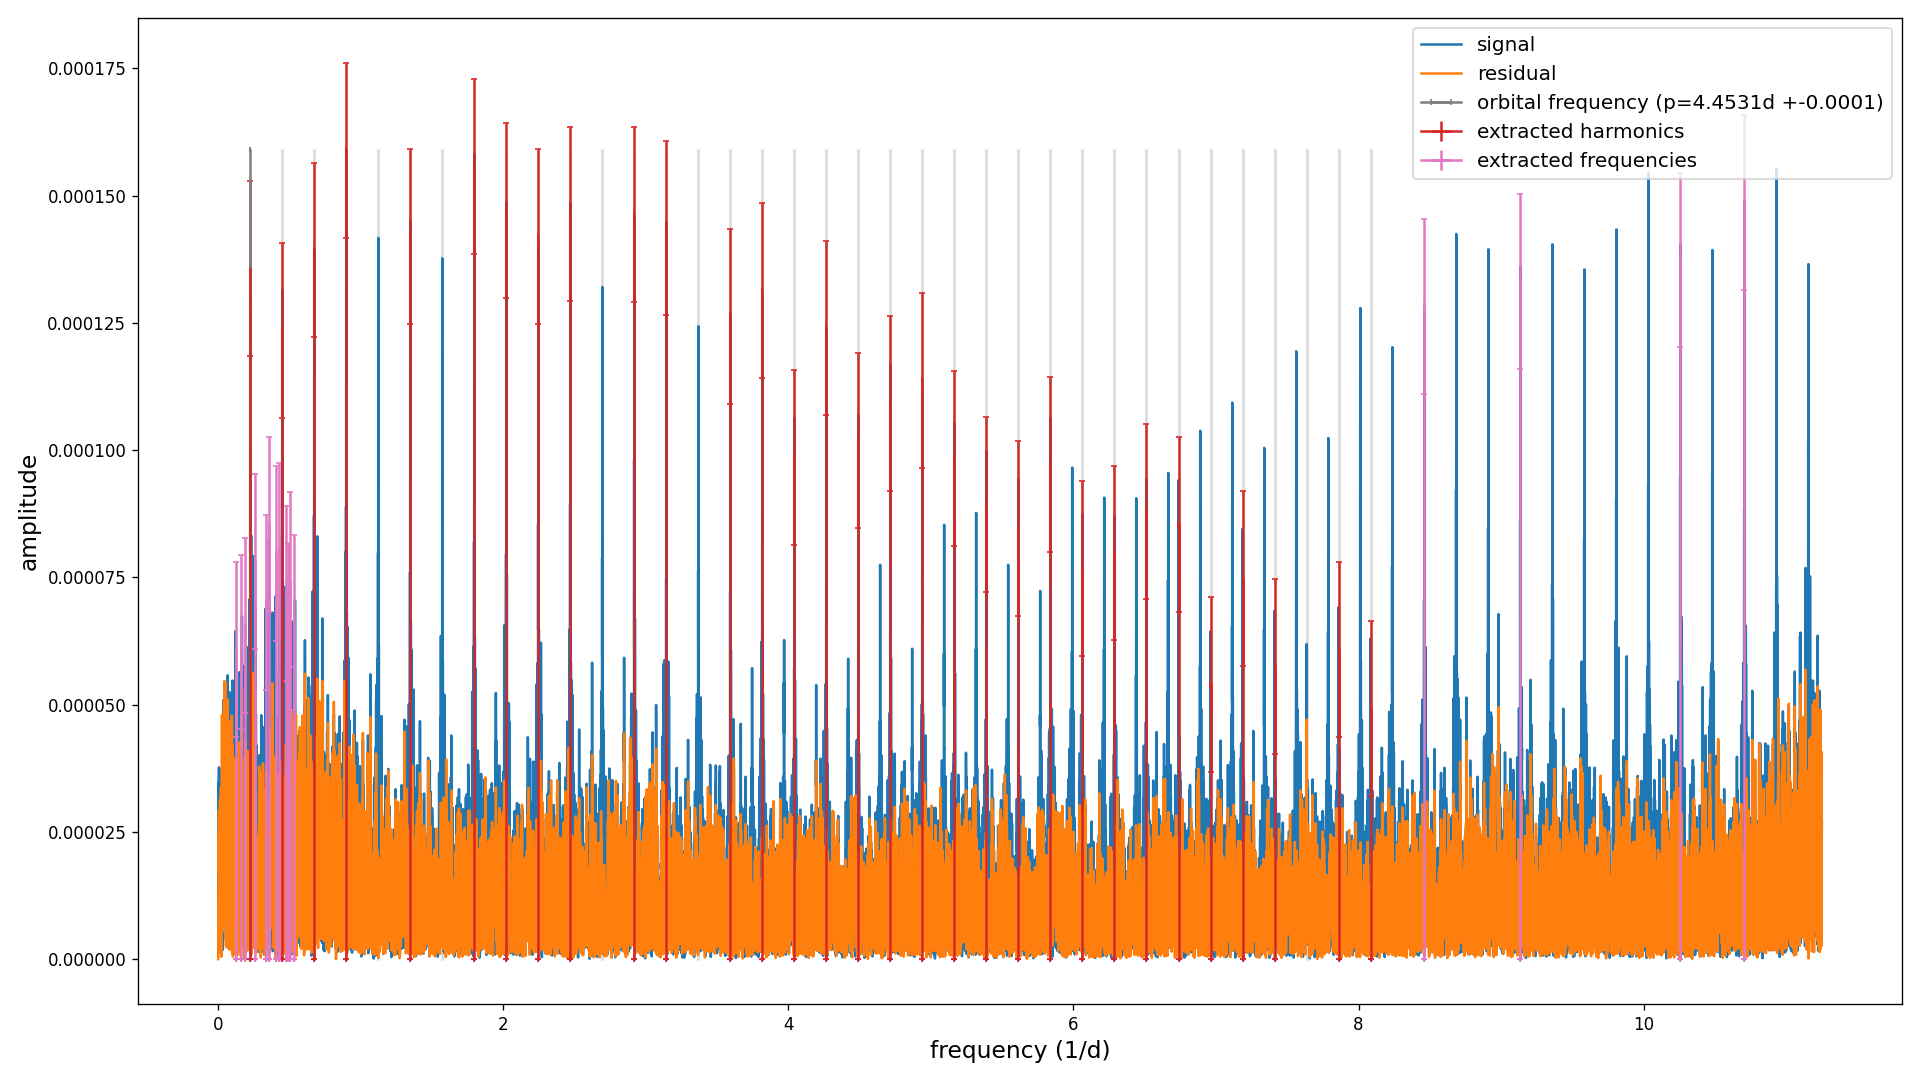 signal
residual
orbital frequency (p=4.4531d +-0.0001)
extracted harmonics
extracted frequencies
0.000175
0.000150
0.000125
0.000100
0.000075
0.000050
0.000025
0.000000
amplitude
0 2 4 6 8 10
frequency (1/d)